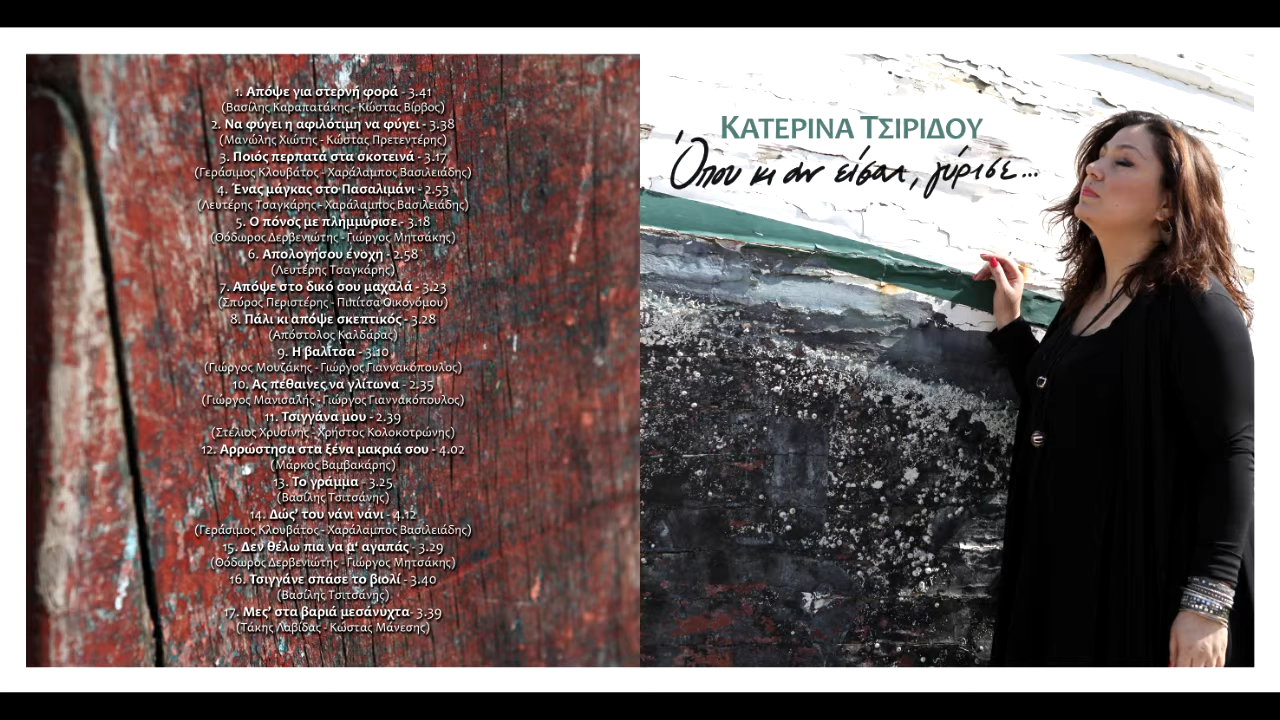 1. Απόψε για στερνή φορά - 3.41
(Βασίλης Καραπατάκης - Κώστας Βίρβος)
2. Να φύγει η αφιλότιμη να φύγει - 3.38
(Μανώλης Χιώτης - Κώστας Πρετεντέρης)
3. Ποιός περπατά στα σκοτεινά - 3.17
(Γεράσιμος Κλουβάτος - Χαράλαμπος Βασιλειάδης)
4. Ένας μάγκας στο Πασαλιμάνι - 2.53
(Λευτέρης Τσαγκάρης - Χαράλαμπος Βασιλειάδης)
5. Ο πόνος με πλημμύρισε - 3.18
(Θόδωρος Δερβενιώτης - Γιώργος Μητσάκης)
6. Απολογήσου ένοχη - 2.58
(Λευτέρης Τσαγκάρης)
7. Απόψε στο δικό σου μαχαλά - 3.23
(Σπύρος Περιστέρης - Πιπίτσα Οικονόμου)
8. Πάλι κι απόψε σκεπτικός - 3.28
(Απόστολος Καλδάρας)
9. Η βαλίτσα - 3.10
(Γιώργος Μουζάκης - Γιώργος Γιαννακόπουλος)
10. Ας πέθαινες να γλίτωνα - 2.35
(Γιώργος Μανισαλής - Γιώργος Γιαννακόπουλος)
11. Τσιγγάνα μου - 2.39
(Στέλιος Χρυσίνης - Χρήστος Κολοκοτρώνης)
12. Αρρώστησα στα ξένα μακριά σου - 4.02
(Μάρκος Βαμβακάρης)
13. Το γράμμα - 3.25
(Βασίλης Τσιτσάνης)
14. Δώσ' του νάνι νάνι - 4.12
(Γεράσιμος Κλουβάτος - Χαράλαμπος Βασιλειάδης)
15. Δεν θέλω πια να μ' αγαπάς - 3.29
(Θόδωρος Δερβενιώτης - Γιώργος Μητσάκης)
16. Τσιγγάνε σπάσε το βιολί - 3.40
(Βασίλης Τσιτσάνης)
17. Μες' στα βαριά μεσάνυχτα- 3.39
(Τάκης Λαβίδας - Κώστας Μάνεσης)
ΚΑΤΕΡΙΝΑ ΤΣΙΡΙΔΟΥ
Όπου κι αν είσαι, γύρισε...